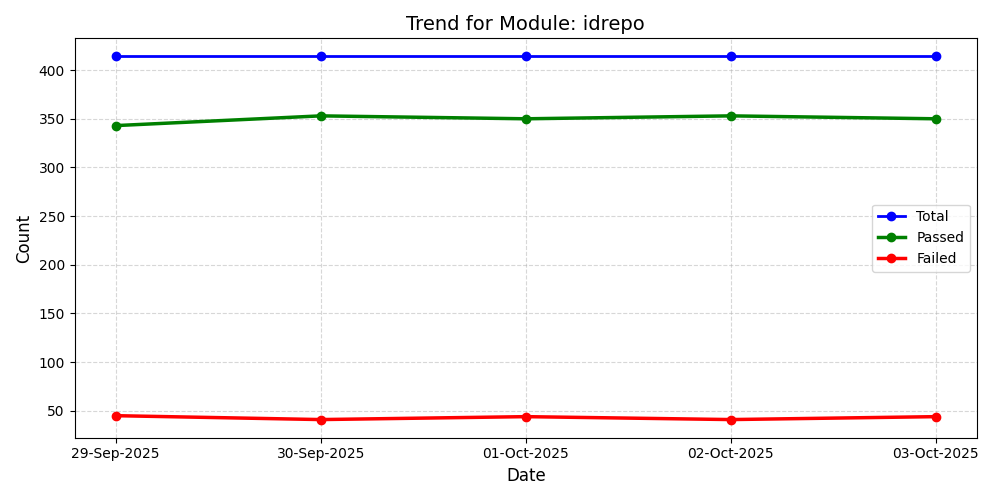 Trend for Module: idrepo
Count
400
350
300
250
200
150
100
50
Total
Passed
Failed
29-Sep-2025 30-Sep-2025 01-Oct-2025 02-Oct-2025 03-Oct-2025
Date